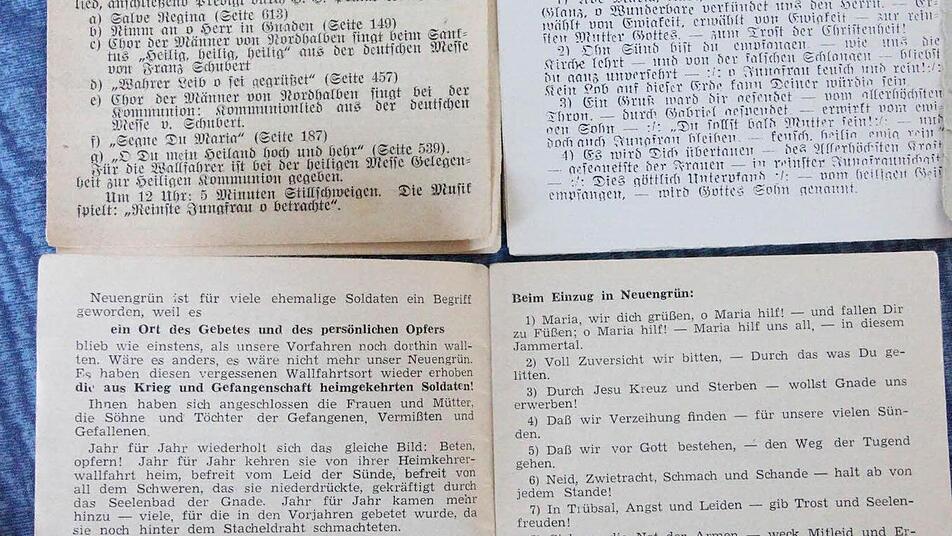 lied, anschließend Predigt durch
a) Salve Regina (Seite 613)
b) Nimm an o Herr in Gnaden (Seite 149)
c) Chor der Männer von Nordhalben singt beim Sank-
tus „Heilig, heilig, heilig“ aus der deutschen Messe
von Franz Schubert
d) „Wahrer Leib o sei gegrüßet“ (Seite 457)
e) Chor der Männer von Nordhalben singt bei der
Kommunion: Kommunionlied aus der deutschen
Messe v. Schubert.
f) „Segne Du Maria“ (Seite 187)
g) „O Du mein Heiland hoch und hehr“ (Seite 539).
Für die Wallfahrer ist bei der heiligen Messe Gelegen-
heit zur Heiligen Kommunion gegeben.
Um 12 Uhr: 5 Minuten Stillschweigen. Die Musik
spielt: „Reinste Jungfrau o betrachte“.
Glanz, o Wunderbare verkündet uns den Herrn. — Er-
wählt von Ewigkeit, erwählt von Ewigkeit — zur rein-
sten Mutter Gottes. — zum Trost der Christenheit!
2) Ohn Sünd bist du empfangen — wie uns die
Kirche lehrt — und von der falschen Schlangen — bliebst
du ganz unversehrt — :/: o Jungfrau keusch und rein!:/:
Kein Lob auf dieser Erde kann Deiner würdig sein.
3) Ein Gruß ward dir gesendet — vom allerhöchsten
Thron. — durch Gabriel gesendet — erwirkt vom ewi-
gen Sohn — :/: „Du sollst bald Mutter sein!:/: — und
doch auch Jungfrau bleiben. — keusch, heilig ewig rein“
4) Es wird Dich übertauen — des Allerhöchsten Kraft
— gesegnetste der Frauen — in reinster Jungfraunschaft
— :/: Dies göttlich Unterpfand :/: — vom heiligen Geist
empfangen, — wird Gottes Sohn genannt.
Neuengrün ist für viele ehemalige Soldaten ein Begriff
geworden, weil es
ein Ort des Gebetes und des persönlichen Opfers
blieb wie einstens, als unsere Vorfahren noch dorthin wall-
ten. Wäre es anders, es wäre nicht mehr unser Neuengrün.
Es haben diesen vergessenen Wallfahrtsort wieder erhoben
die aus Krieg und Gefangenschaft heimgekehrten Soldaten!
Ihnen haben sich angeschlossen die Frauen und Mütter,
die Söhne und Töchter der Gefangenen, Vermißten und
Gefallenen.
Jahr für Jahr wiederholt sich das gleiche Bild: Beten,
opfern! Jahr für Jahr kehren sie von ihrer Heimkehrer-
wallfahrt heim, befreit vom Leid der Sünde, befreit von
all dem Schweren, das sie niederdrückte, gekräftigt durch
das Seelenbad der Gnade. Jahr für Jahr kamen mehr
hinzu — viele, für die in den Vorjahren gebetet wurde, da
sie noch hinter dem Stacheldraht schmachteten.
Beim Einzug in Neuengrün:
1) Maria, wir dich grüßen, o Maria hilf! — und fallen Dir
zu Füßen; o Maria hilf! — Maria hilf uns all, — in diesem
Jammertal.
2) Voll Zuversicht wir bitten, — Durch das was Du ge-
litten.
3) Durch Jesu Kreuz und Sterben — wollst Gnade uns
erwerben!
4) Daß wir Verzeihung finden — für unsere vielen Sün-
den.
5) Daß wir vor Gott bestehen, — den Weg der Tugend
gehen.
6) Neid, Zwietracht, Schmach und Schande — halt ab von
jedem Stande!
7) In Trübsal, Angst und Leiden — gib Trost und Seelen-
freuden!
Not der Armen — weck Mitleid und Er-